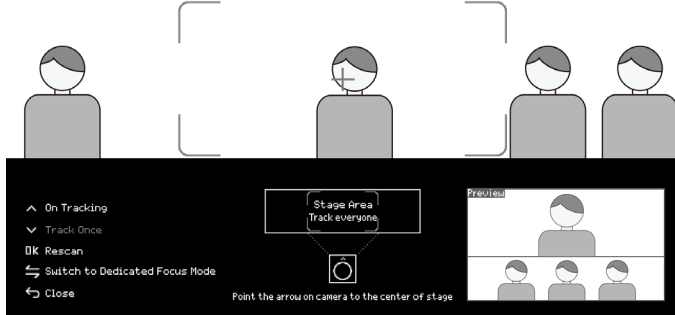 On Tracking
Track Once
OK Rescan
Switch to Dedicated Focus Mode
Close
Stage Area
Track everyone
Point the arrow on camera to the center of stage
Preview